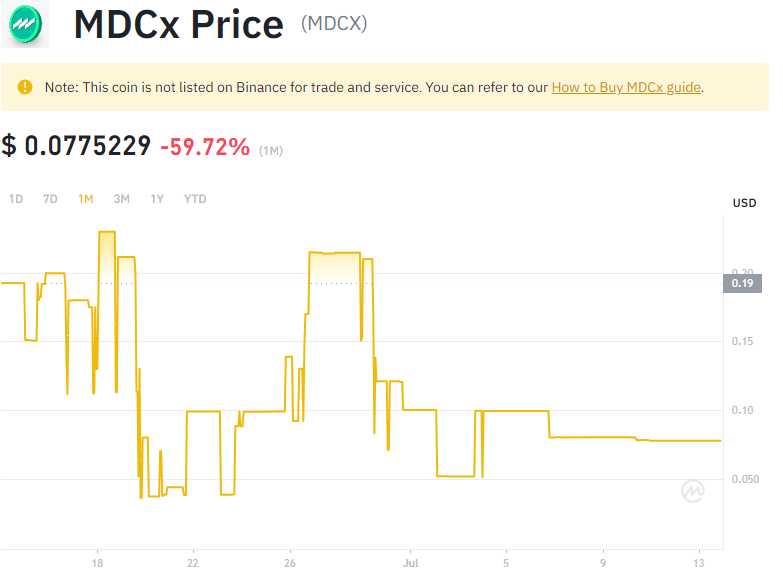 MDCx Price (MDCX)
Note: This coin is not listed on Binance for trade and service. You can refer to our How to Buy MDCx guide.
$ 0.0775229 -59.72% (1M)
1D 7D 1M 3M 1Y YTD
USD
0.20
0.19
0.15
0.10
0.050
18 22 26 Jul 5 9 13